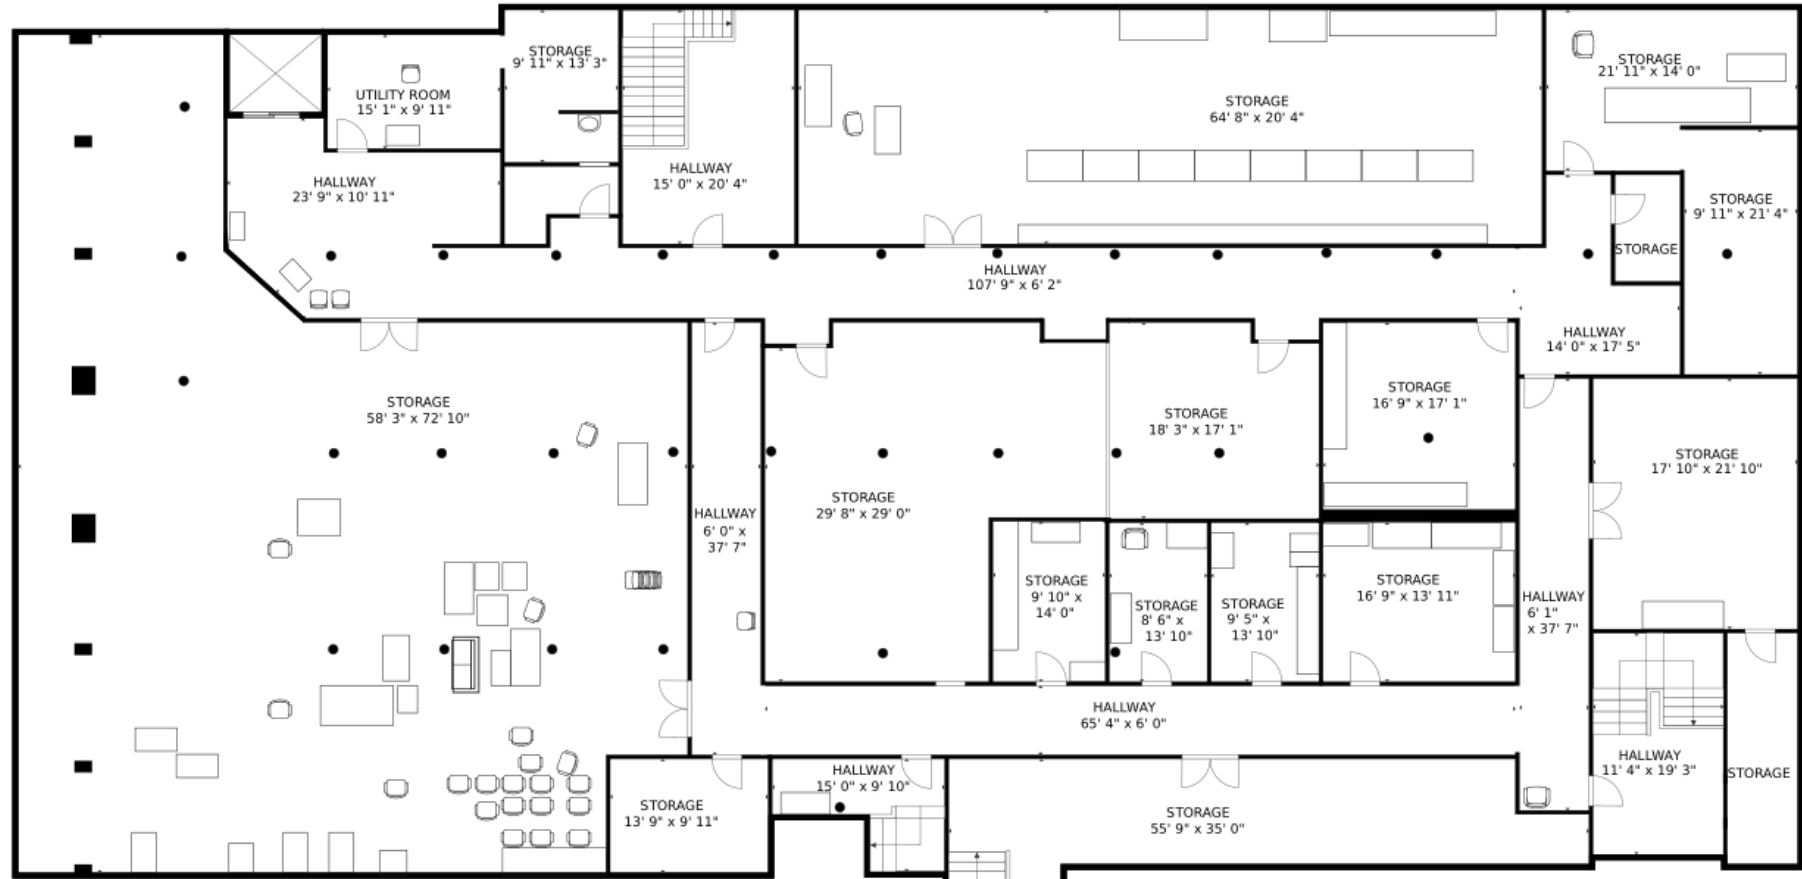 STORAGE
9' 11" x 13' 3"
STORAGE
21' 11" x 14' 0"
UTILITY ROOM
15' 1" x 9' 11"
STORAGE
64' 8" x 20' 4"
HALLWAY
15' 0" x 20' 4"
HALLWAY
23' 9" x 10' 11"
STORAGE
9' 11" x 21' 4"
STORAGE
HALLWAY
107' 9" x 6' 2"
HALLWAY
14' 0" x 17' 5"
STORAGE
58' 3" x 72' 10"
STORAGE
18' 3" x 17' 1"
STORAGE
16' 9" x 17' 1"
STORAGE
17' 10" x 21' 10"
STORAGE
29' 8" x 29' 0"
HALLWAY
6' 0" x
37' 7"
STORAGE
9' 10" x
14' 0"
STORAGE
8' 6" x
13' 10"
STORAGE
9' 5" x
13' 10"
STORAGE
16' 9" x 13' 11"
HALLWAY
6' 1"
x 37' 7"
HALLWAY
65' 4" x 6' 0"
HALLWAY
11' 4" x 19' 3"
STORAGE
HALLWAY
15' 0" x 9' 10"
STORAGE
13' 9" x 9' 11"
STORAGE
55' 9" x 35' 0"